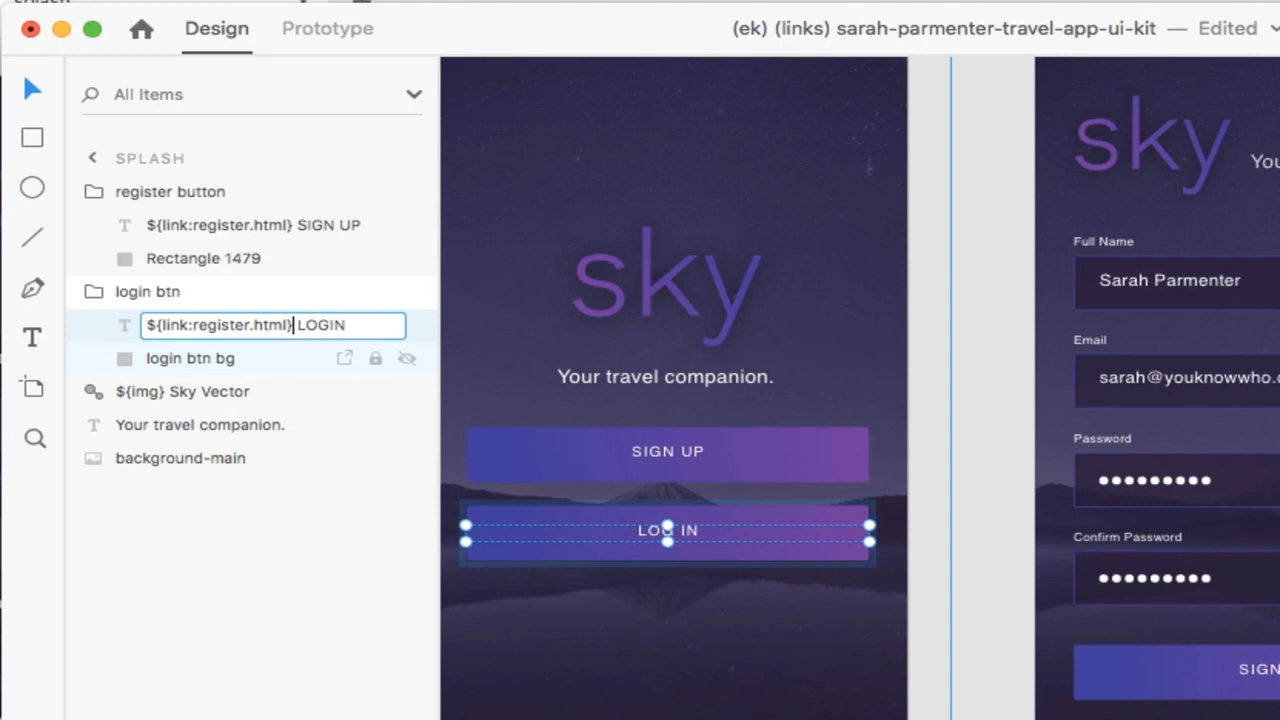 Design
Prototype
(ek) (links) sarah-parmenter-travel-app-ui-kit — Edited
All Items
SPLASH
register button
${link:register.html} SIGN UP
Rectangle 1479
login btn
${link:register.html} LOGIN
login btn bg
${img} Sky Vector
Your travel companion.
background-main
sky
Your travel companion.
SIGN UP
LOG IN
sky
You
Full Name
Sarah Parmenter
Email
sarah@youknowwho.
Password
Confirm Password
SIGN